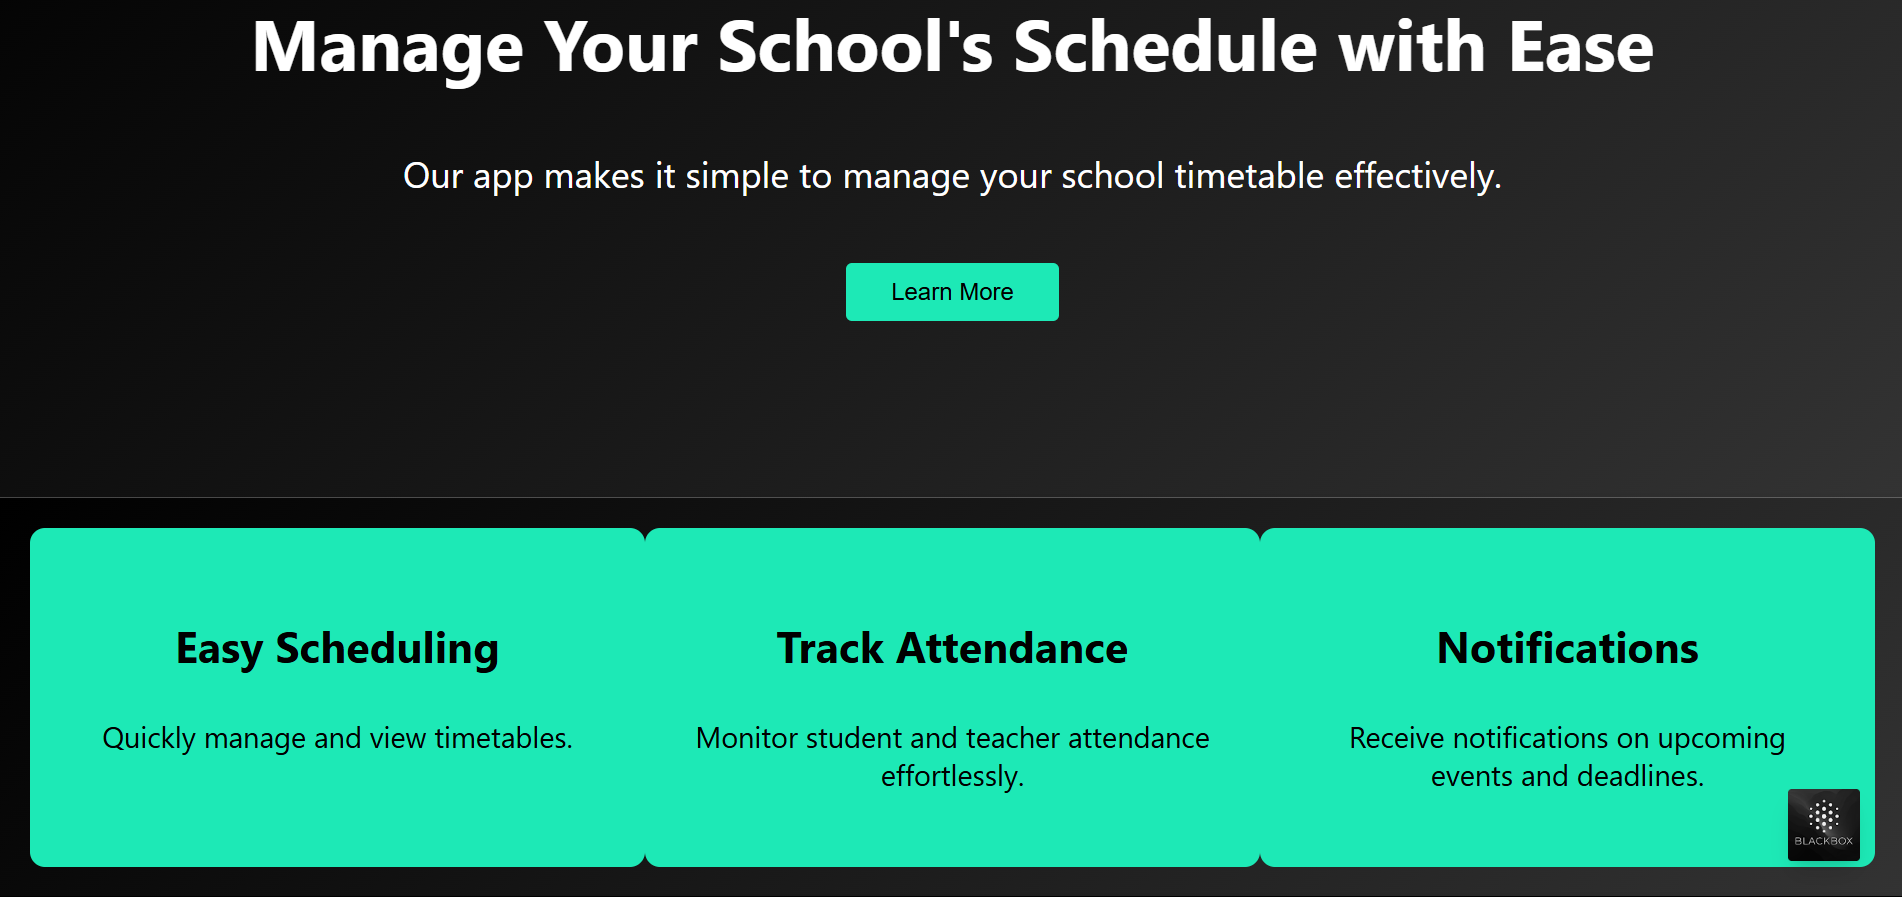 Manage Your School's Schedule with Ease
Our app makes it simple to manage your school timetable effectively.
Learn More
Easy Scheduling
Quickly manage and view timetables.
Track Attendance
Monitor student and teacher attendance
effortlessly.
Notifications
Receive notifications on upcoming
events and deadlines.
BLACKBOX